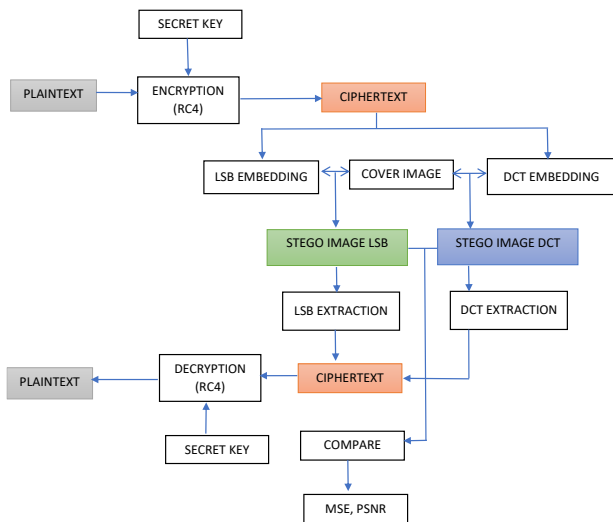 SECRET KEY
PLAINTEXT
ENCRYPTION
(RC4)
CIPHERTEXT
LSB EMBEDDING
COVER IMAGE
DCT EMBEDDING
STEGO IMAGE LSB
STEGO IMAGE DCT
LSB EXTRACTION
DCT EXTRACTION
PLAINTEXT
DECRYPTION
(RC4)
CIPHERTEXT
SECRET KEY
COMPARE
MSE, PSNR